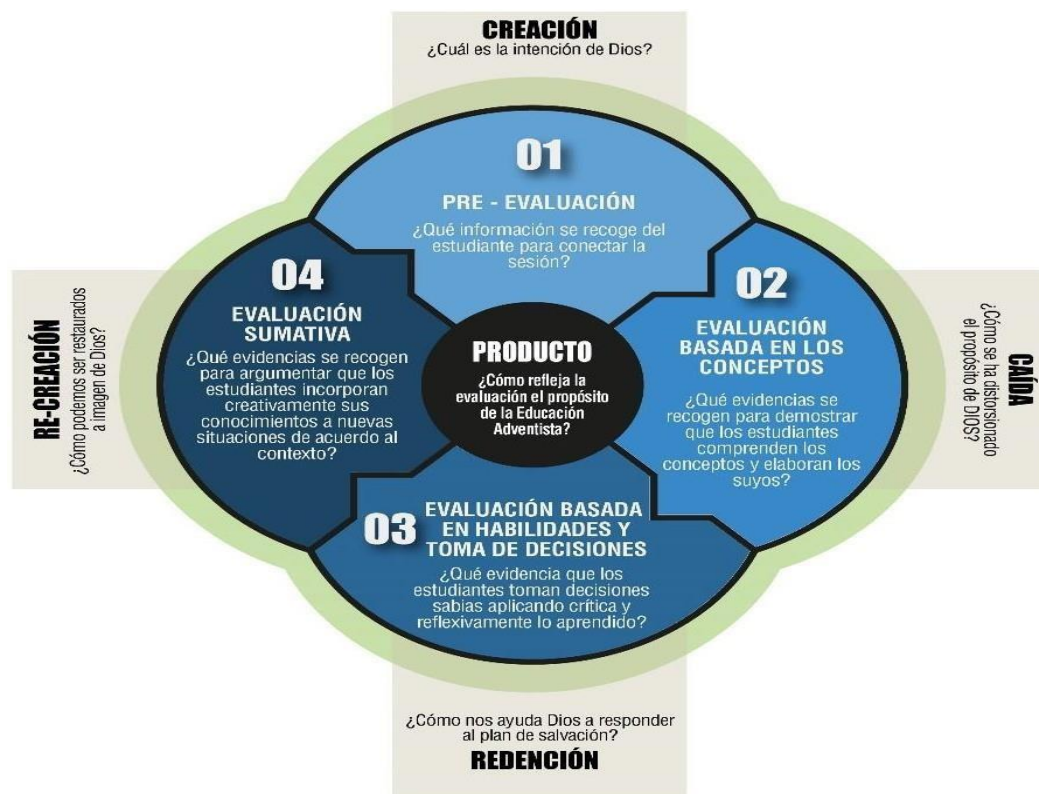 CREACIÓN
¿Cuál es la intención de Dios?
01
PRE - EVALUACIÓN
¿Qué información se recoge del
estudiante para conectar la
sesión?
02
EVALUACIÓN
BASADA EN LOS
CONCEPTOS
¿Qué evidencias se
recogen para demostrar
que los estudiantes
comprenden los
conceptos y elaboran los
suyos?
CAÍDA
¿Cómo se ha distorsionado
el propósito de DIOS?
03
EVALUACIÓN BASADA
EN HABILIDADES Y
TOMA DE DECISIONES
¿Qué evidencia que los
estudiantes toman decisiones
sabias aplicando crítica y
reflexivamente lo aprendido?
¿Cómo nos ayuda Dios a responder
al plan de salvación?
REDENCIÓN
04
EVALUACIÓN
SUMATIVA
¿Qué evidencias se recogen
para argumentar que los
estudiantes incorporan
creativamente sus
conocimientos a nuevas
situaciones de acuerdo al
contexto?
RE-CREACIÓN
¿Cómo podemos ser restaurados
a imagen de Dios?
PRODUCTO
¿Cómo refleja la
evaluación el propósito
de la Educación
Adventista?